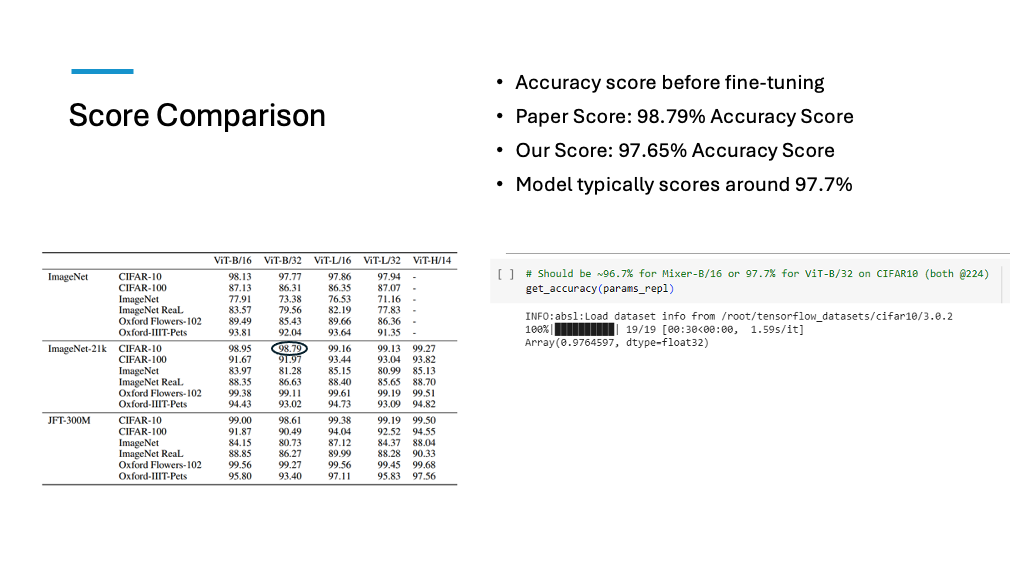 Score Comparison
• Accuracy score before fine-tuning
• Paper Score: 98.79% Accuracy Score
• Our Score: 97.65% Accuracy Score
• Model typically scores around 97.7%
ViT-B/16 ViT-B/32 ViT-L/16 ViT-L/32 ViT-H/14
ImageNet CIFAR-10 98.13 97.77 97.86 97.94 -
CIFAR-100 87.13 86.31 86.35 87.07 -
ImageNet 77.91 73.38 76.53 71.16 -
ImageNet ReaL 83.57 79.56 82.19 77.83 -
Oxford Flowers-102 89.49 85.43 89.66 86.36 -
Oxford-IIIT-Pets 93.81 92.04 93.64 91.35 -
ImageNet-21k CIFAR-10 98.95 98.79 99.16 99.13 99.27
CIFAR-100 91.67 91.97 93.44 93.04 93.82
ImageNet 83.97 81.28 85.15 80.99 85.13
ImageNet ReaL 88.35 86.63 88.40 85.65 88.70
Oxford Flowers-102 99.38 99.11 99.61 99.19 99.51
Oxford-IIIT-Pets 94.43 93.02 94.73 93.09 94.82
JFT-300M CIFAR-10 99.00 98.61 99.38 99.19 99.50
CIFAR-100 91.87 90.49 94.04 92.52 94.55
ImageNet 84.15 80.73 87.12 84.37 88.04
ImageNet ReaL 88.85 86.27 89.99 88.28 90.33
Oxford Flowers-102 99.56 99.27 99.56 99.45 99.68
Oxford-IIIT-Pets 95.80 93.40 97.11 95.83 97.56
[ ] # Should be ~96.7% for Mixer-B/16 or 97.7% for ViT-B/32 on CIFAR10 (both @224)
get_accuracy(params_repl)
INFO:absl:Load dataset info from /root/tensorflow_datasets/cifar10/3.0.2
100%|██████████| 19/19 [00:30<00:00, 1.59s/it]
Array(0.9764597, dtype=float32)